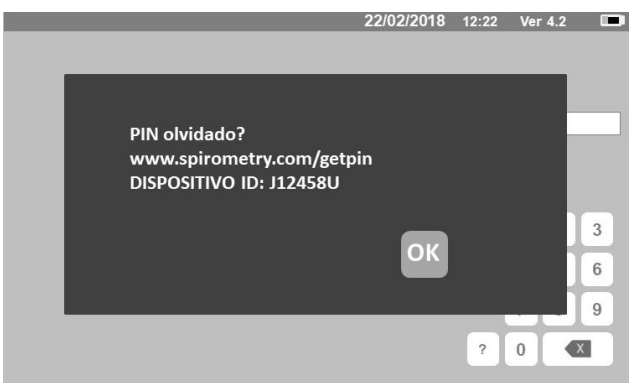 22/02/2018 12:22 Ver 4.2
PIN olvidado?
www.spirometry.com/getpin
DISPOSITIVO ID: J12458U
OK
3
6
9
? 0 X